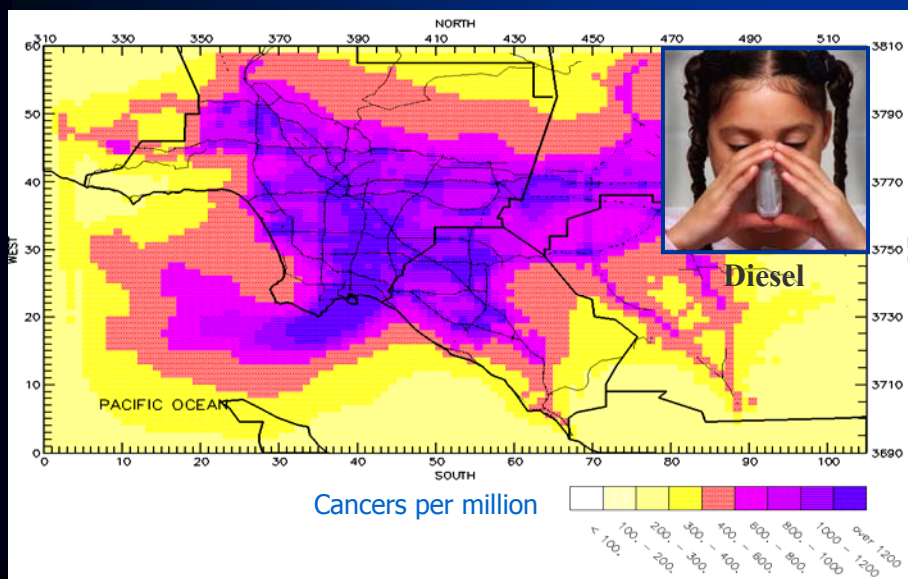 NORTH
310 330 350 370 390 410 430 450 470 490 510
60 3810
50 3790
40 3770
WEST
30 3750
Diesel
20 3730
10 3710
PACIFIC OCEAN
0 3690
0 10 20 30 40 50 60 70 80 90 100
SOUTH
Cancers per million
< 100.
100. – 200.
200. – 300.
300. – 400.
400. – 600.
600. – 800.
800. – 1000
1000 – 1200
over 1200